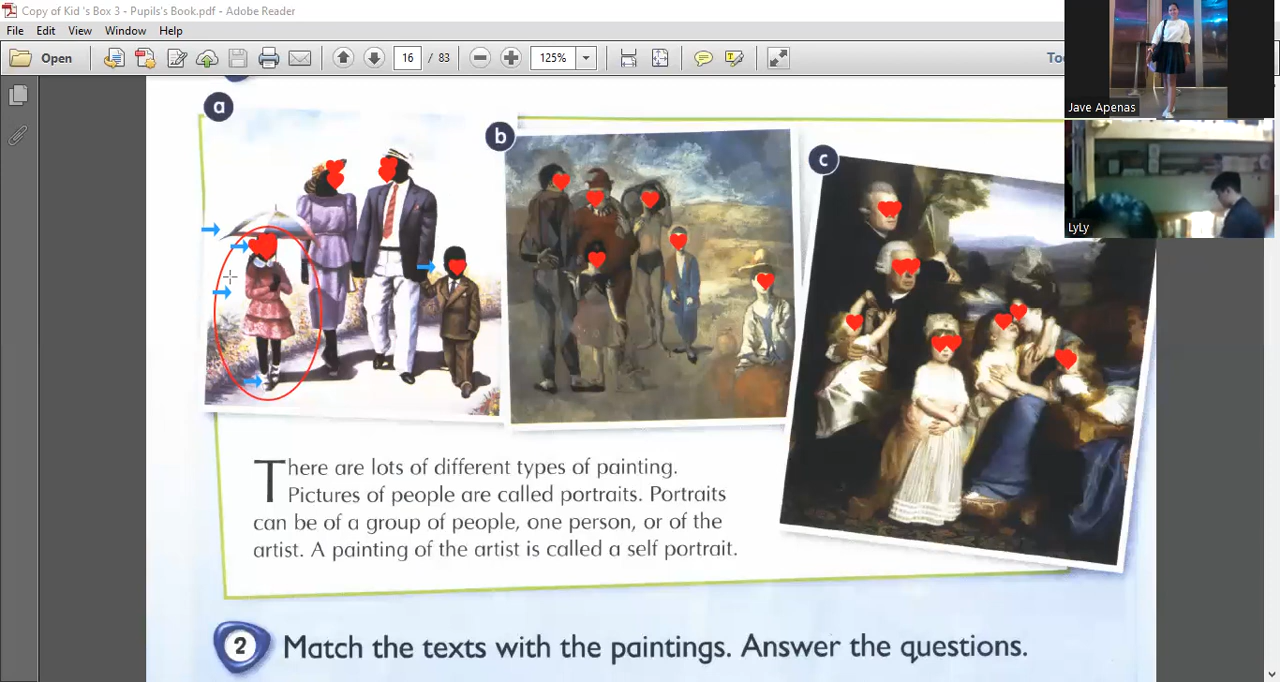 Copy of Kid 's Box 3 - Pupils's Book.pdf - Adobe Reader
File Edit View Window Help
Open 16 / 83 125% To
Jave Apenas
LyLy
a
b
c
There are lots of different types of painting.
Pictures of people are called portraits. Portraits
can be of a group of people, one person, or of the
artist. A painting of the artist is called a self portrait.
2 Match the texts with the paintings. Answer the questions.